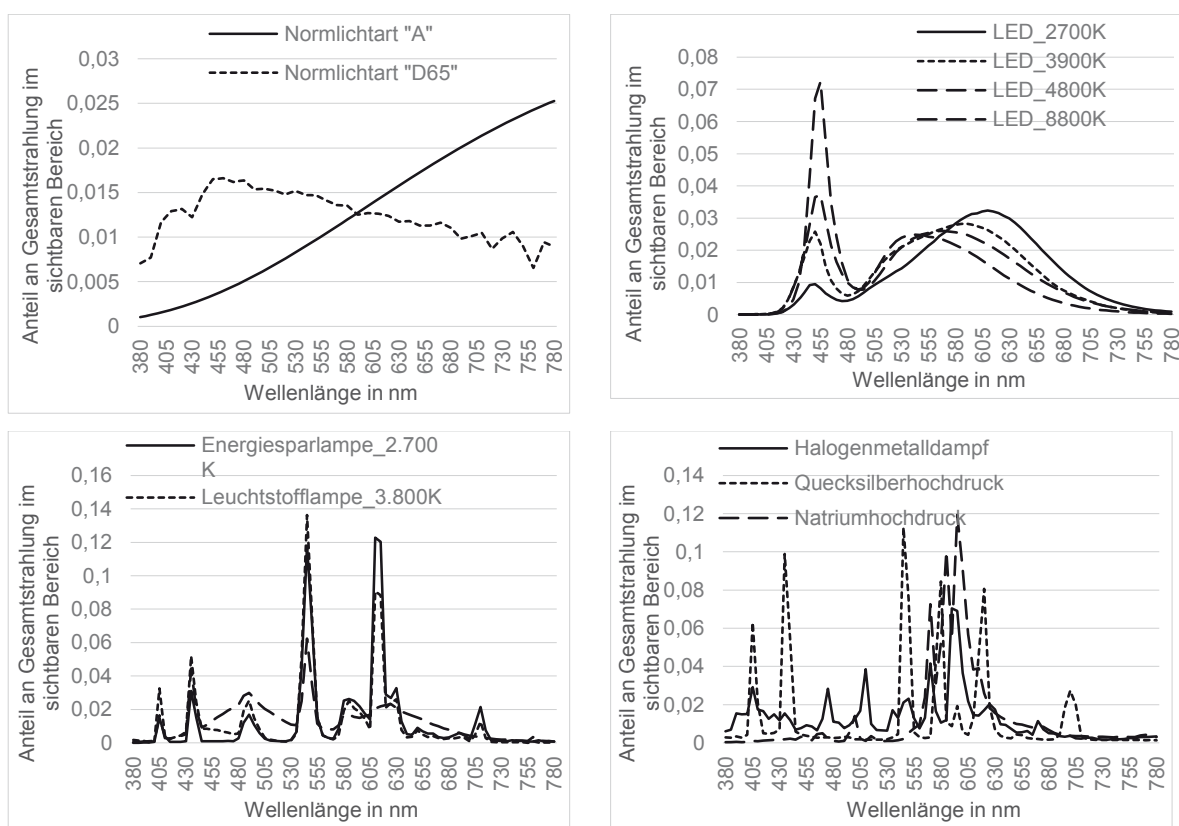 Normlichtart "A"
Normlichtart "D65"
0,03
0,025
0,02
0,015
0,01
0,005
0
Anteil an Gesamtstrahlung im
sichtbaren Bereich
380 405 430 455 480 505 530 555 580 605 630 655 680 705 730 755 780
Wellenlänge in nm
LED_2700K
LED_3900K
LED_4800K
LED_8800K
0,08
0,07
0,06
0,05
0,04
0,03
0,02
0,01
0
Anteil an Gesamtstrahlung im
sichtbaren Bereich
380 405 430 455 480 505 530 555 580 605 630 655 680 705 730 755 780
Wellenlänge in nm
Energiesparlampe_2.700
K
Leuchtstofflampe_3.800K
0,16
0,14
0,12
0,1
0,08
0,06
0,04
0,02
0
Anteil an Gesamtstrahlung im
sichtbaren Bereich
380 405 430 455 480 505 530 555 580 605 630 655 680 705 730 755 780
Wellenlänge in nm
Halogenmetalldampf
Quecksilberhochdruck
Natriumhochdruck
0,14
0,12
0,1
0,08
0,06
0,04
0,02
0
Anteil an Gesamtstrahlung im
sichtbaren Bereich
380 405 430 455 480 505 530 555 580 605 630 655 680 705 730 755 780
Wellenlänge in nm